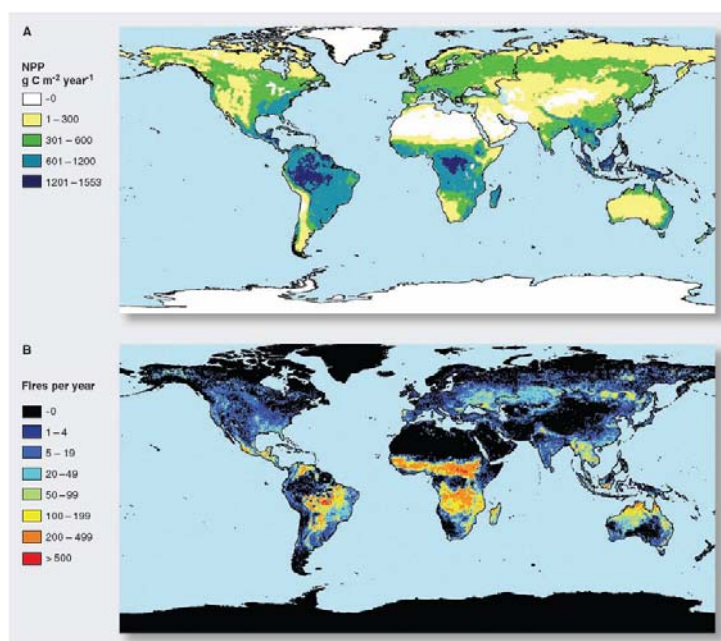 A
NPP
g C m⁻² year⁻¹
~0
1–300
301–600
601–1200
1201–1553
B
Fires per year
~0
1–4
5–19
20–49
50–99
100–199
200–499
> 500